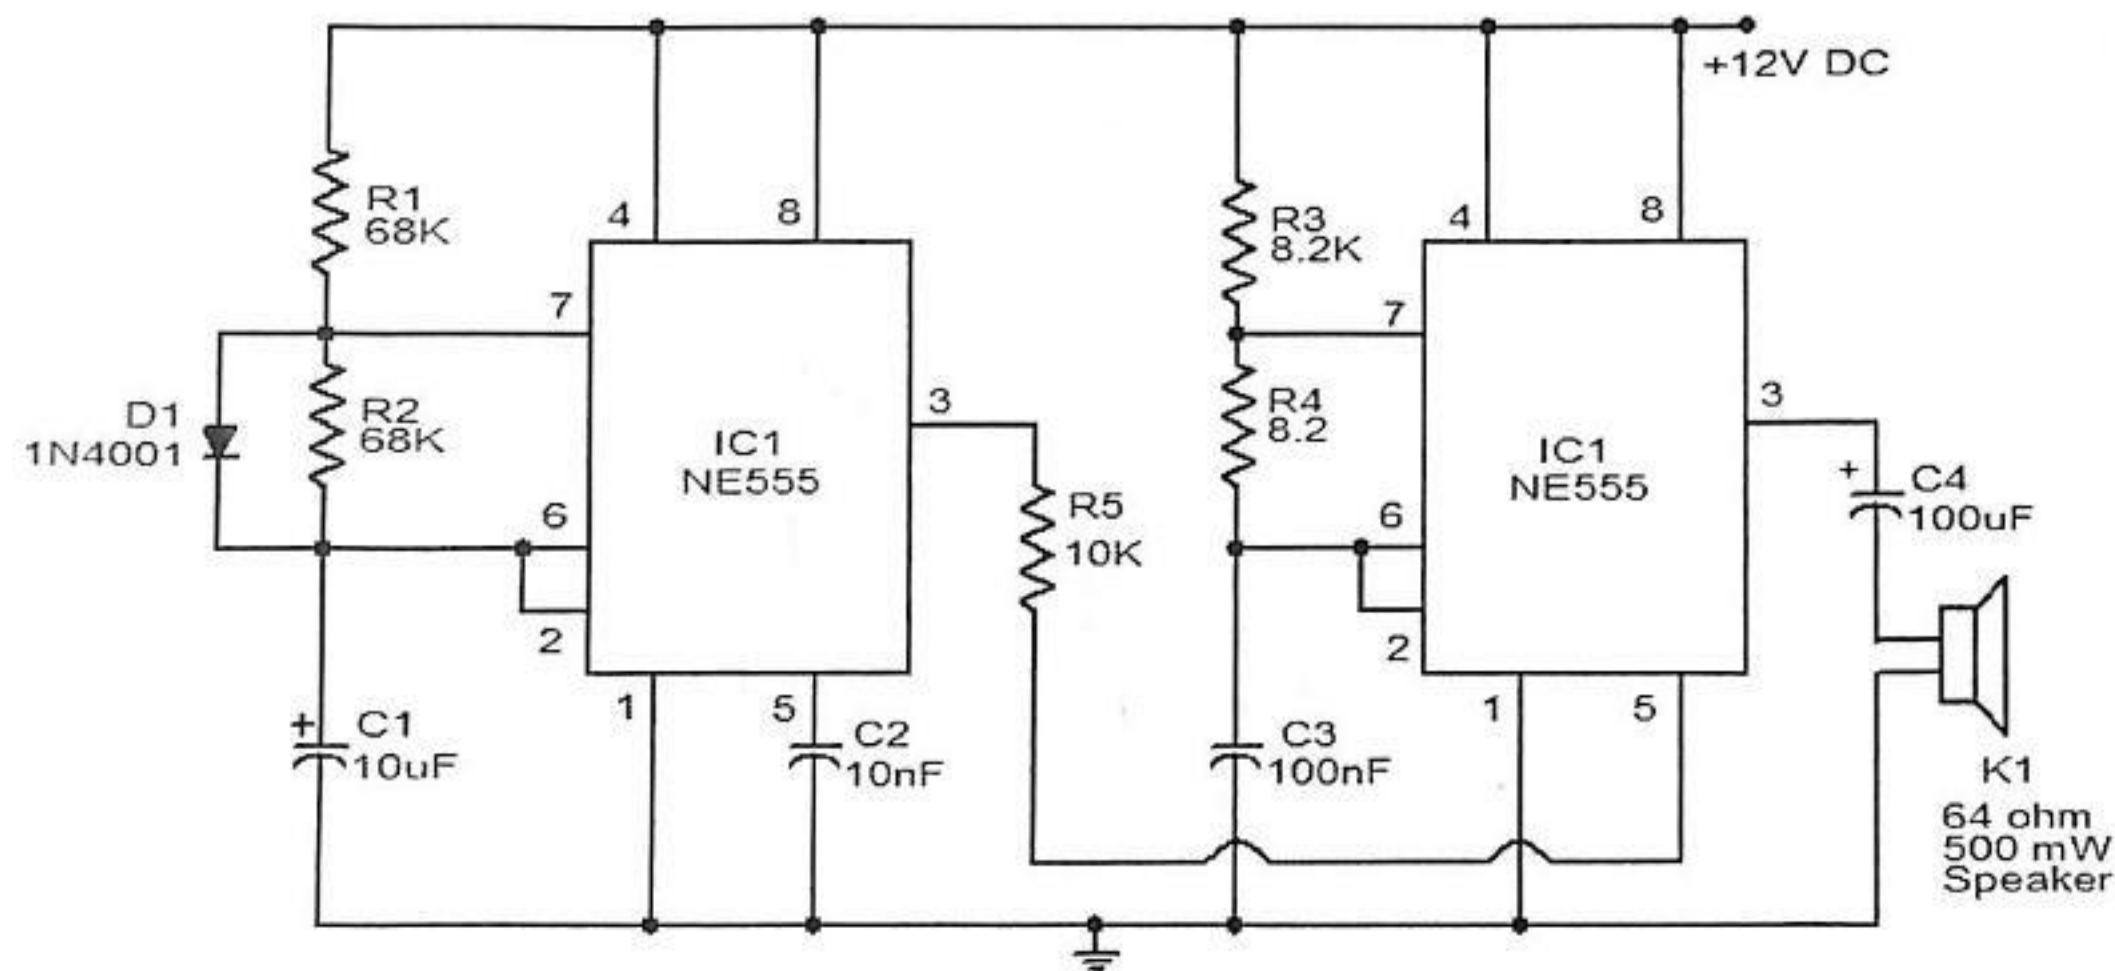 +12V DC
R1
68K
4
8
R3
8.2K
4
8
7
7
D1
1N4001
R2
68K
3
R4
8.2
3
IC1
NE555
IC1
NE555
6
R5
10K
6
+
C4
100uF
2
2
1
5
1
5
+
C1
10uF
C2
10nF
C3
100nF
K1
64 ohm
500 mW
Speaker